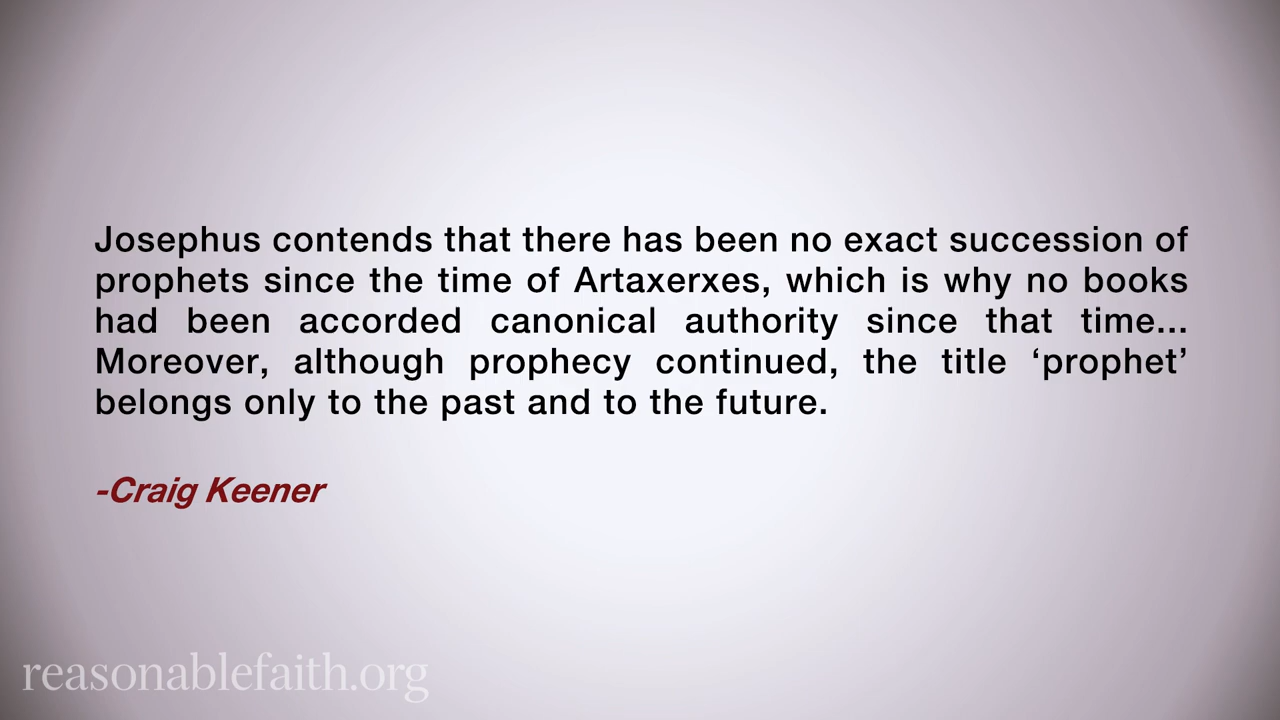 Josephus contends that there has been no exact succession of
prophets since the time of Artaxerxes, which is why no books
had been accorded canonical authority since that time...
Moreover, although prophecy continued, the title ‘prophet’
belongs only to the past and to the future.
-Craig Keener
reasonablefaith.org